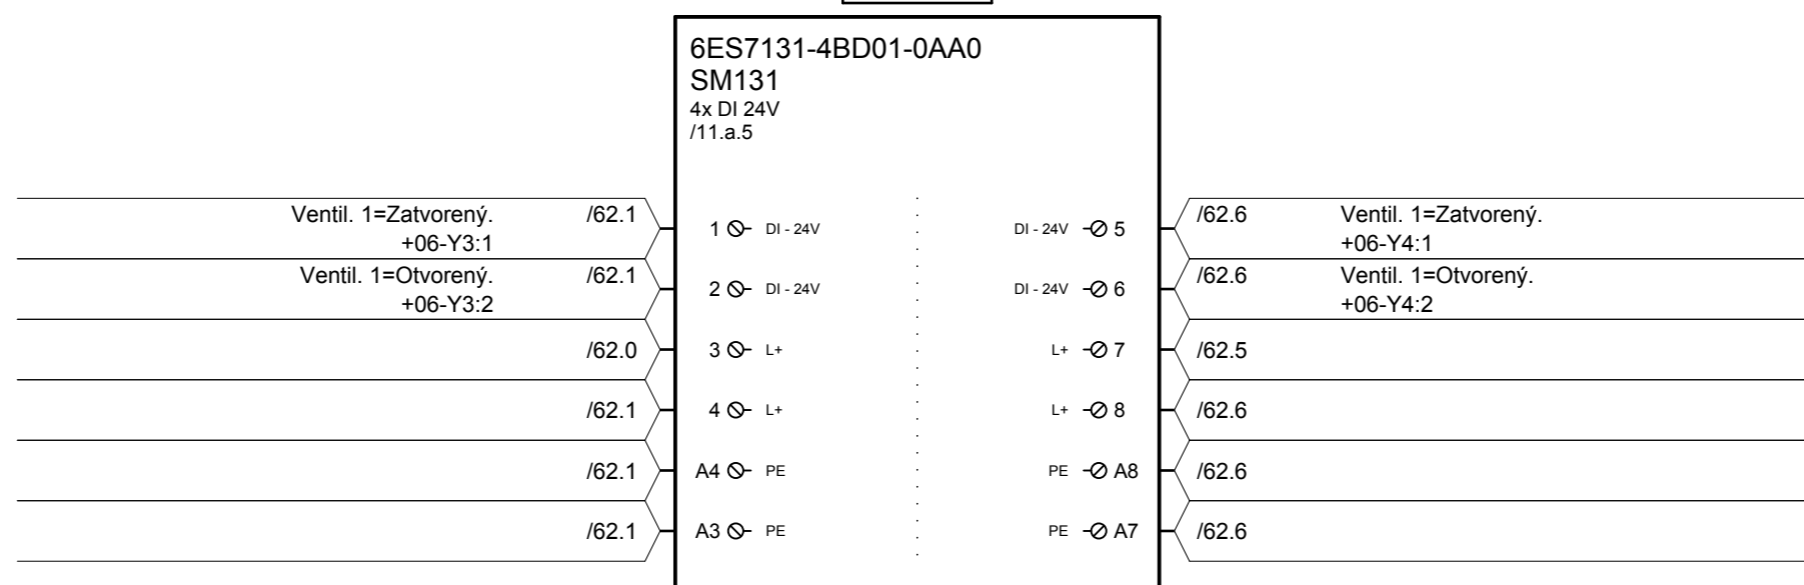 6ES7131-4BD01-0AA0
SM131
4x DI 24V
/11.a.5
Ventil. 1=Zatvorený. /62.1 1 DI - 24V DI - 24V 5 /62.6 Ventil. 1=Zatvorený.
+06-Y3:1 +06-Y4:1
Ventil. 1=Otvorený. /62.1 2 DI - 24V DI - 24V 6 /62.6 Ventil. 1=Otvorený.
+06-Y3:2 +06-Y4:2
/62.0 3 L+ L+ 7 /62.5
/62.1 4 L+ L+ 8 /62.6
/62.1 A4 PE PE A8 /62.6
/62.1 A3 PE PE A7 /62.6